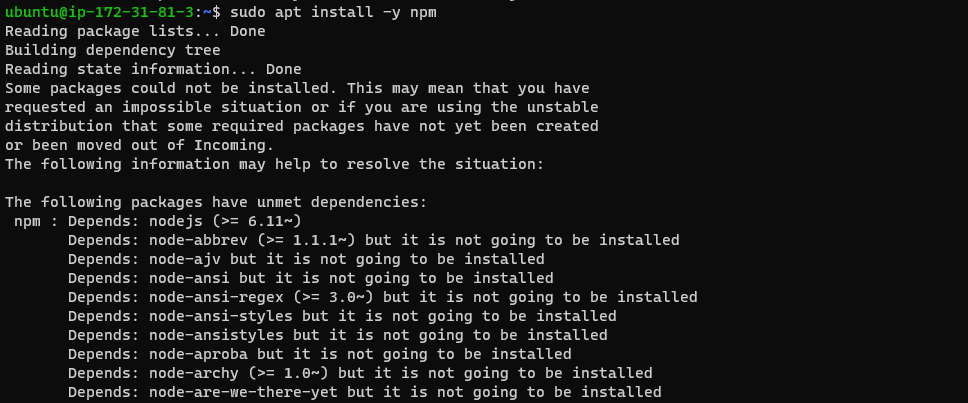 ubuntu@ip-172-31-81-3:~$ sudo apt install -y npm
Reading package lists... Done
Building dependency tree
Reading state information... Done
Some packages could not be installed. This may mean that you have
requested an impossible situation or if you are using the unstable
distribution that some required packages have not yet been created
or been moved out of Incoming.
The following information may help to resolve the situation:

The following packages have unmet dependencies:
 npm : Depends: nodejs (>= 6.11~)
       Depends: node-abbrev (>= 1.1.1~) but it is not going to be installed
       Depends: node-ajv but it is not going to be installed
       Depends: node-ansi but it is not going to be installed
       Depends: node-ansi-regex (>= 3.0~) but it is not going to be installed
       Depends: node-ansi-styles but it is not going to be installed
       Depends: node-ansistyles but it is not going to be installed
       Depends: node-aproba but it is not going to be installed
       Depends: node-archy (>= 1.0~) but it is not going to be installed
       Depends: node-are-we-there-yet but it is not going to be installed